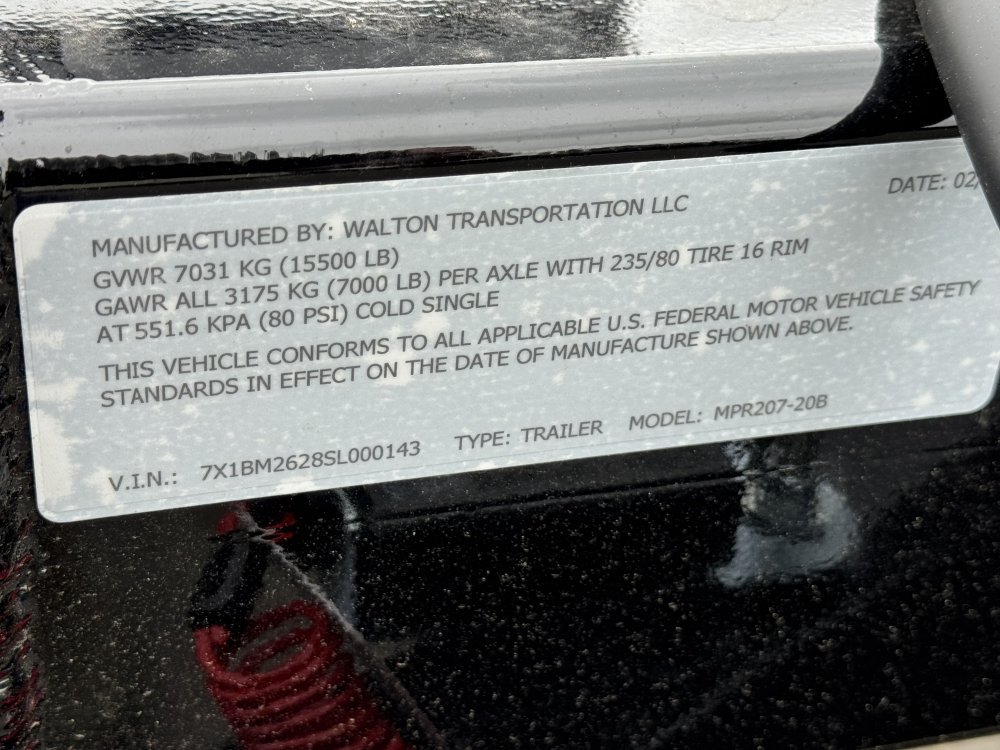 DATE: 02/
MANUFACTURED BY: WALTON TRANSPORTATION LLC
GVWR 7031 KG (15500 LB)
GAWR ALL 3175 KG (7000 LB) PER AXLE WITH 235/80 TIRE 16 RIM
AT 551.6 KPA (80 PSI) COLD SINGLE
THIS VEHICLE CONFORMS TO ALL APPLICABLE U.S. FEDERAL MOTOR VEHICLE SAFETY
STANDARDS IN EFFECT ON THE DATE OF MANUFACTURE SHOWN ABOVE.
V.I.N.: 7X1BM2628SL000143 TYPE: TRAILER MODEL: MPR207-20B